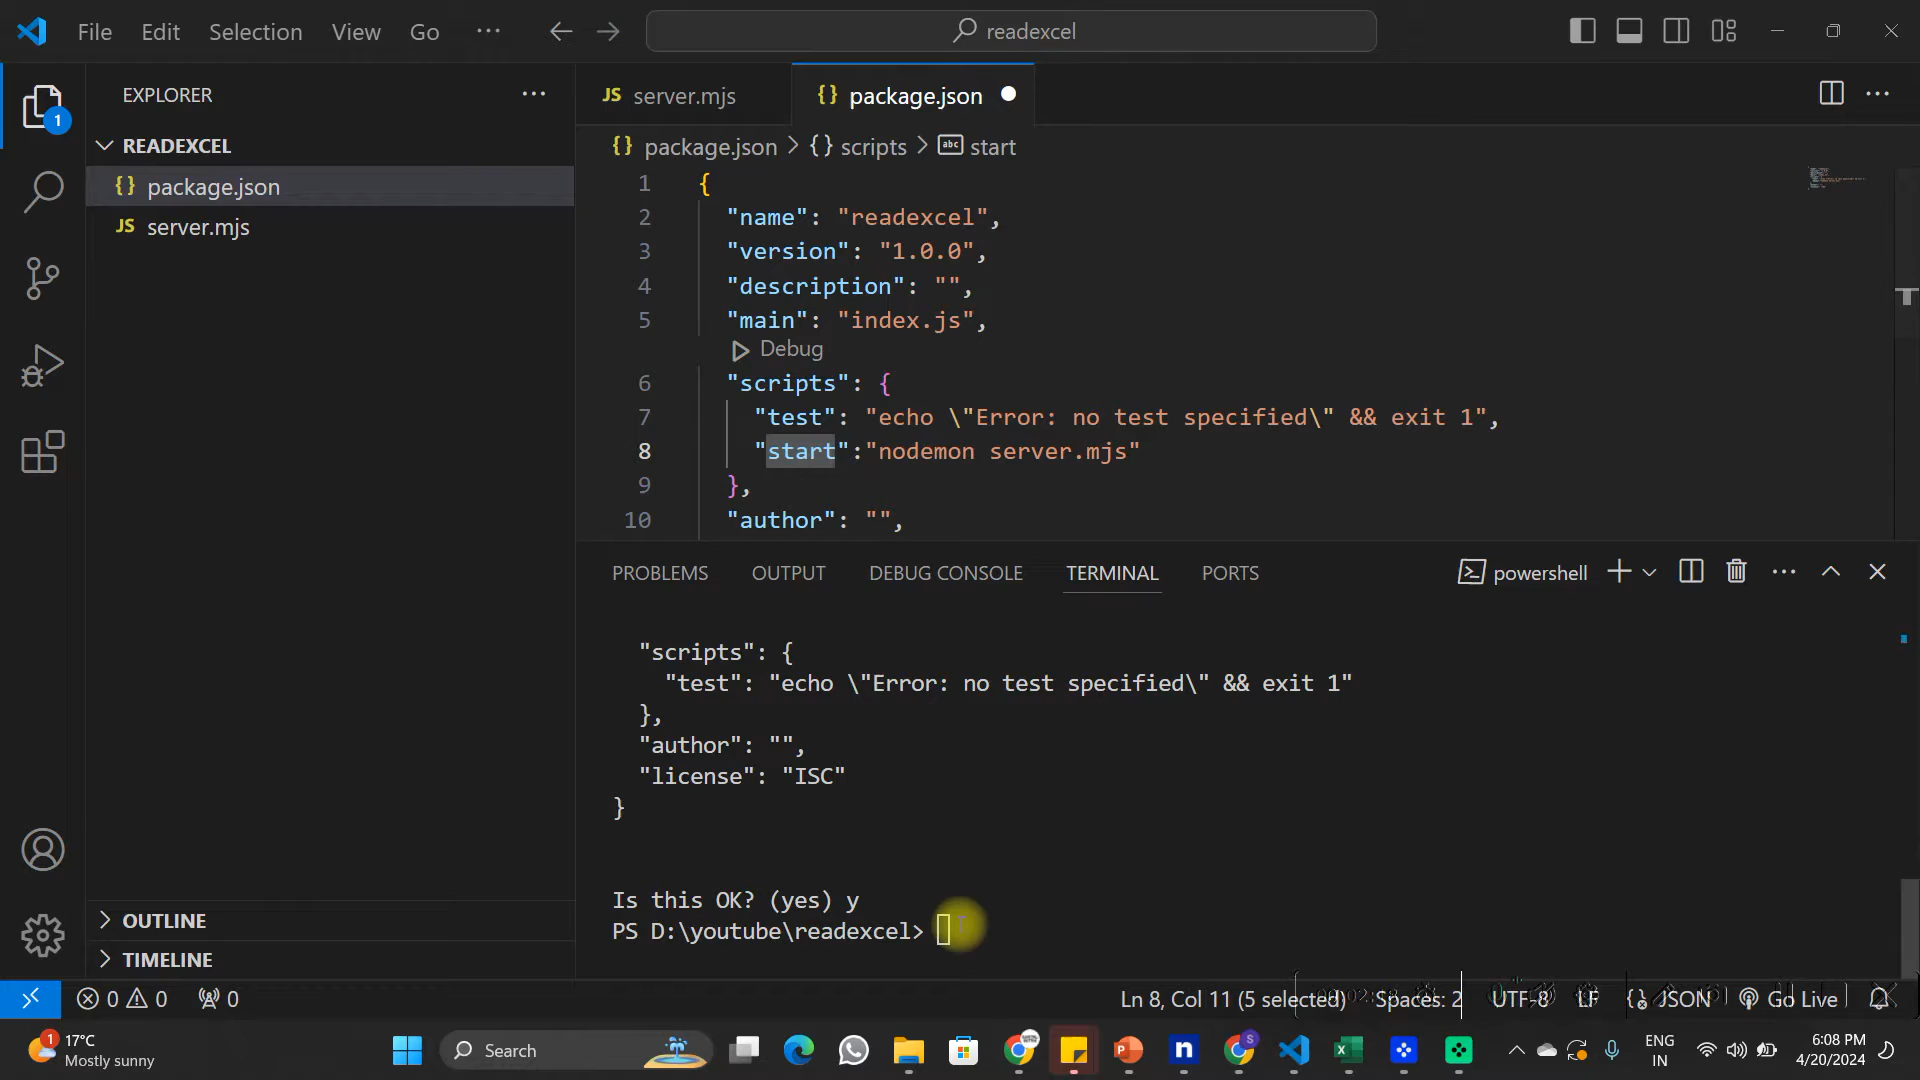 File Edit Selection View Go ··· readexcel
EXPLORER ···
READEXCEL
{} package.json
JS server.mjs
OUTLINE
TIMELINE
1
JS server.mjs {} package.json
{} package.json > {} scripts > abc start
1 {
2 "name": "readexcel",
3 "version": "1.0.0",
4 "description": "",
5 "main": "index.js",
Debug
6 "scripts": {
7 "test": "echo \"Error: no test specified\" && exit 1",
8 "start":"nodemon server.mjs"
9 },
10 "author": "",
PROBLEMS OUTPUT DEBUG CONSOLE TERMINAL PORTS powershell
"scripts": {
"test": "echo \"Error: no test specified\" && exit 1"
},
"author": "",
"license": "ISC"
}
Is this OK? (yes) y
PS D:\youtube\readexcel>
0 0 0 Ln 8, Col 11 (5 selected) Spaces: 2 UTF-8 LF JSON Go Live
1 17°C
Mostly sunny
Search
ENG
IN
6:08 PM
4/20/2024